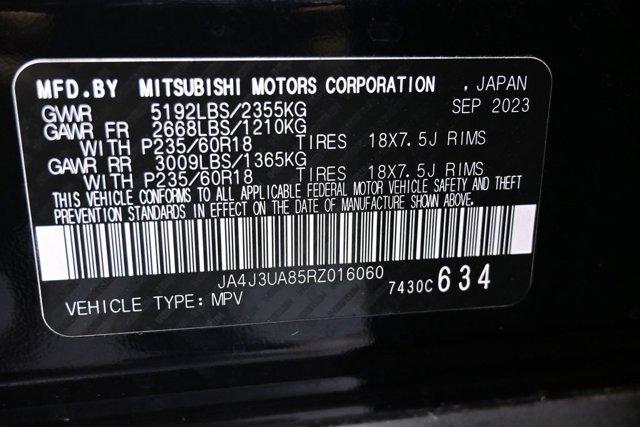 MFD.BY MITSUBISHI MOTORS CORPORATION , JAPAN
GVWR 5192LBS/2355KG SEP 2023
GAWR FR 2668LBS/1210KG
WITH P235/60R18 TIRES 18X7.5J RIMS
GAWR RR 3009LBS/1365KG
WITH P235/60R18 TIRES 18X7.5J RIMS
THIS VEHICLE CONFORMS TO ALL APPLICABLE FEDERAL MOTOR VEHICLE SAFETY AND THEFT
PREVENTION STANDARDS IN EFFECT ON THE DATE OF MANUFACTURE SHOWN ABOVE.
JA4J3UA85RZ016060
7430C634
VEHICLE TYPE: MPV